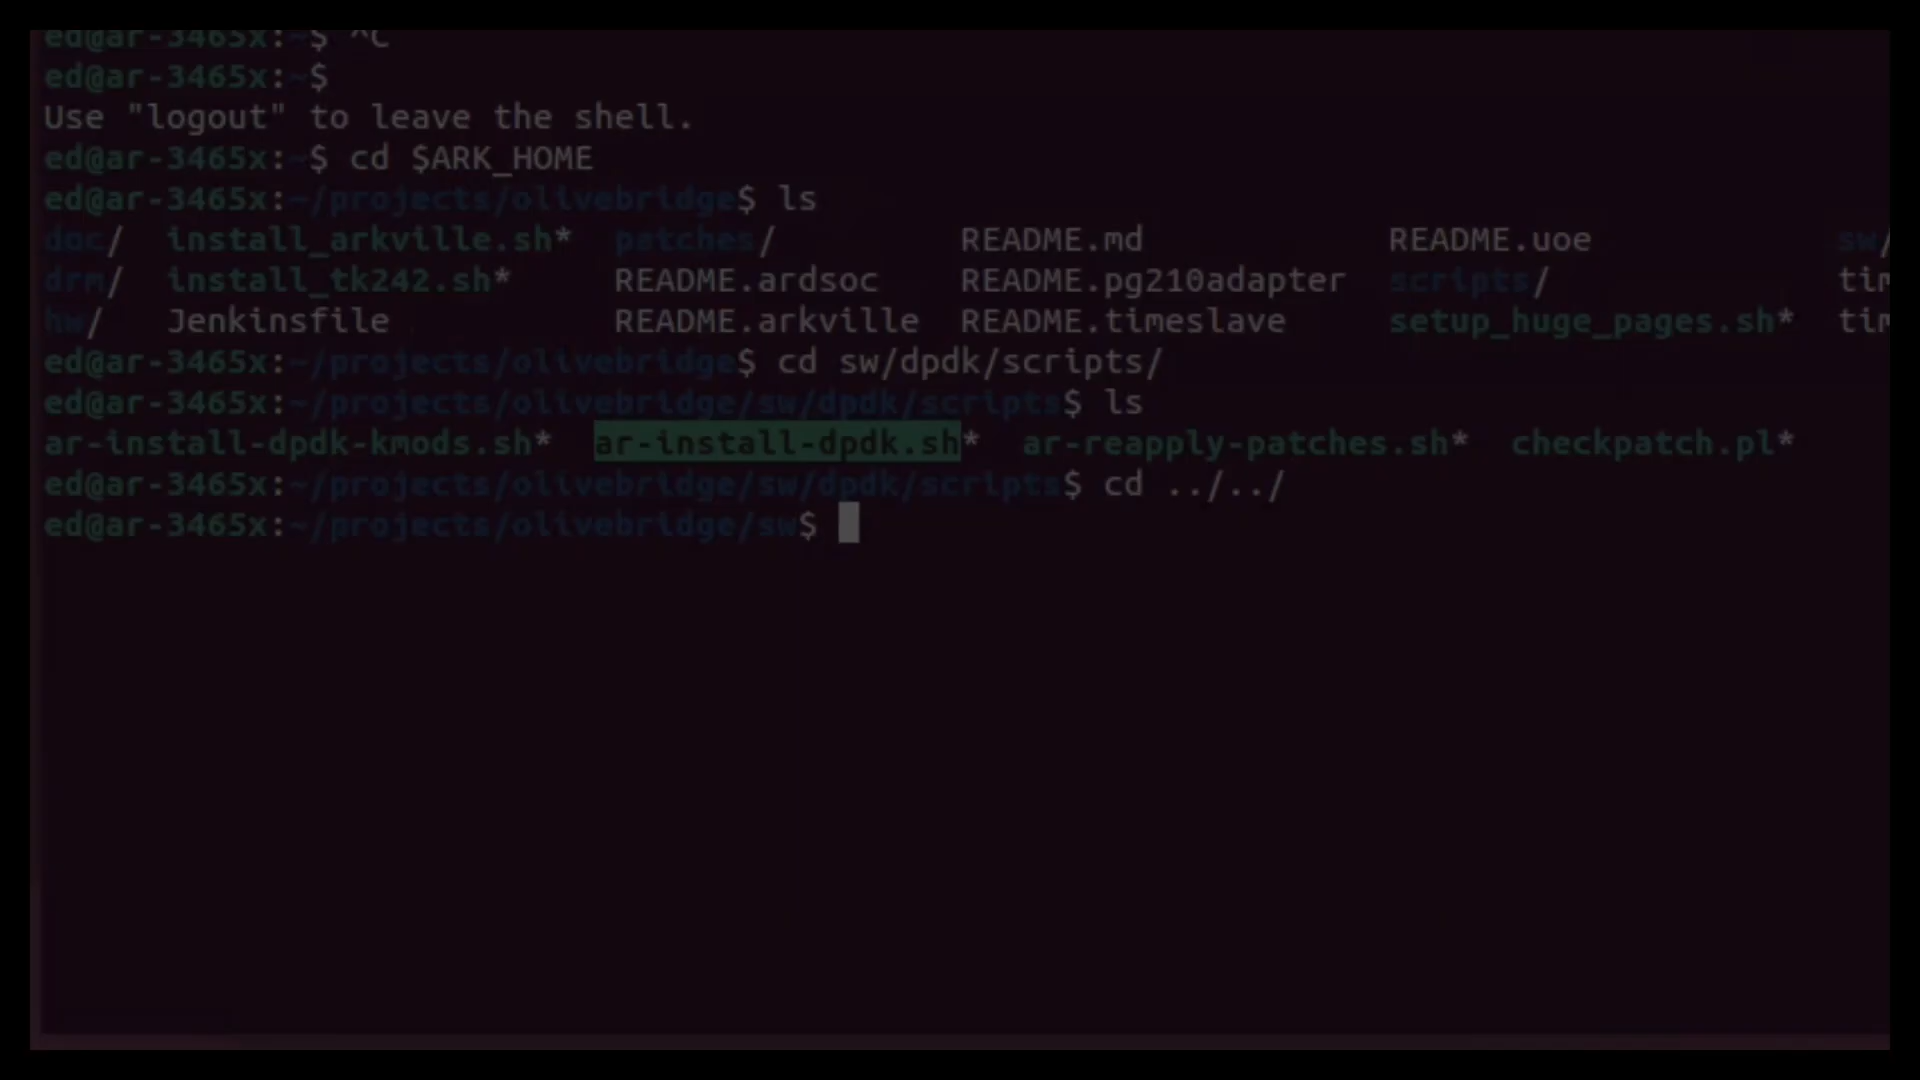 ed@ar-3465x:~$ ^C
ed@ar-3465x:~$
Use "logout" to leave the shell.
ed@ar-3465x:~$ cd $ARK_HOME
ed@ar-3465x:~/projects/olivebridge$ ls
doc/ install_arkville.sh* patches/ README.md README.uoe sw/
drm/ install_tk242.sh* README.ardsoc README.pg210adapter scripts/
hw/ Jenkinsfile README.arkville README.timeslave setup_huge_pages.sh*
ed@ar-3465x:~/projects/olivebridge$ cd sw/dpdk/scripts/
ed@ar-3465x:~/projects/olivebridge/sw/dpdk/scripts$ ls
ar-install-dpdk-kmods.sh* ar-install-dpdk.sh* ar-reapply-patches.sh* checkpatch.pl*
ed@ar-3465x:~/projects/olivebridge/sw/dpdk/scripts$ cd ../../
ed@ar-3465x:~/projects/olivebridge/sw$